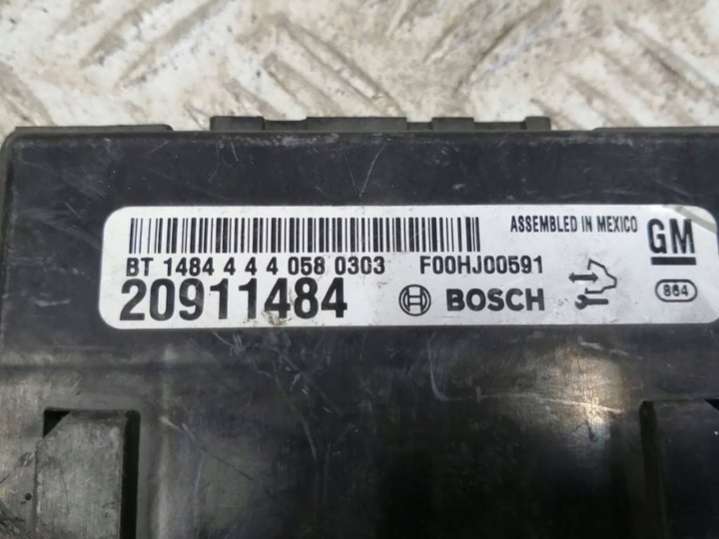 ASSEMBLED IN MEXICO
GM
BT 1484 4 4 4 058 0303 F00HJ00591
20911484 BOSCH
864